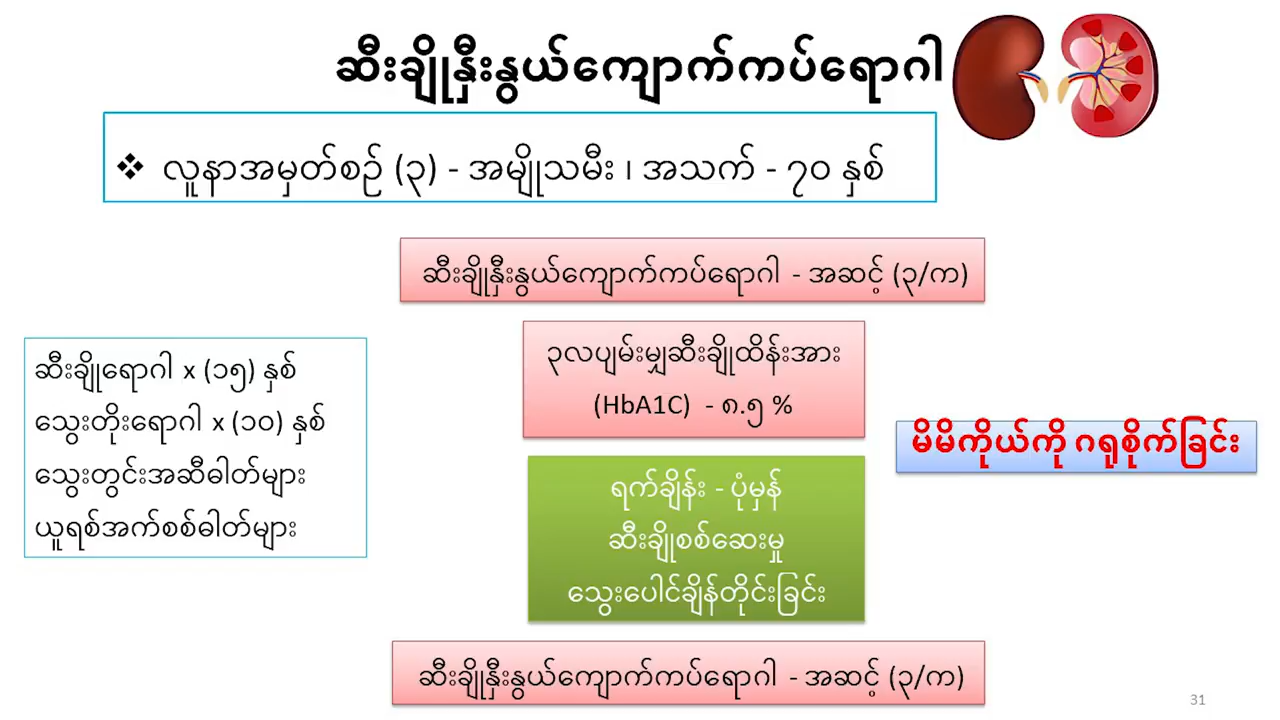 ဆီးချိုနှီးနွယ်ကျောက်ကပ်ရောဂါ
❖ လူနာအမှတ်စဉ် (၃) - အမျိုသမီး ၊ အသက် - ၇၀ နှစ်
ဆီးချိုနှီးနွယ်ကျောက်ကပ်ရောဂါ - အဆင့် (၃/က)
၃လပျမ်းမျှဆီးချိုထိန်းအား
(HbA1C) - ၈.၅ %
ဆီးချိုရောဂါ x (၁၅) နှစ်
သွေးတိုးရောဂါ x (၁၀) နှစ်
သွေးတွင်းအဆီဓါတ်များ
ယူရစ်အက်စစ်ဓါတ်များ
မိမိကိုယ်ကို ဂရုစိုက်ခြင်း
ရက်ချိန်း - ပုံမှန်
ဆီးချိုစစ်ဆေးမှု
သွေးပေါင်ချိန်တိုင်းခြင်း
ဆီးချိုနှီးနွယ်ကျောက်ကပ်ရောဂါ - အဆင့် (၃/က)
31